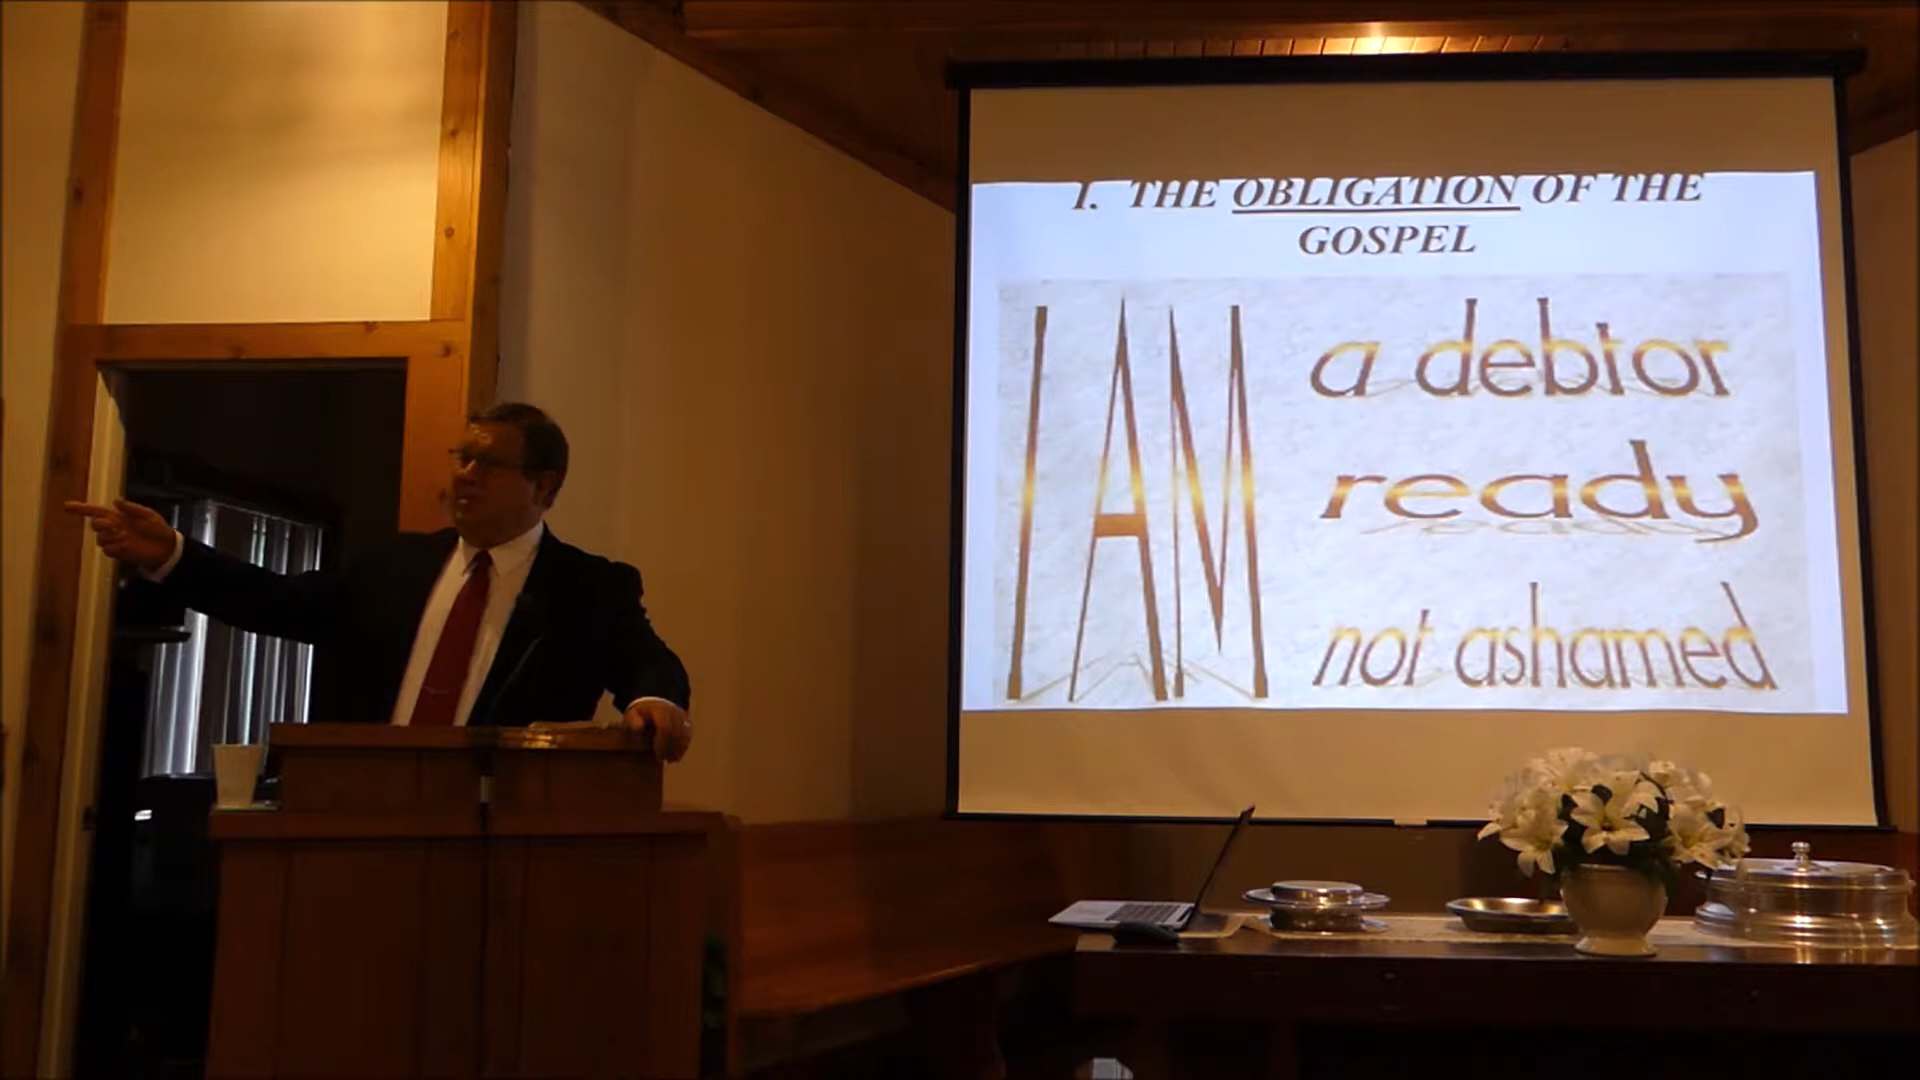 I. THE OBLIGATION OF THE
GOSPEL
I AM
a debtor
ready
not ashamed